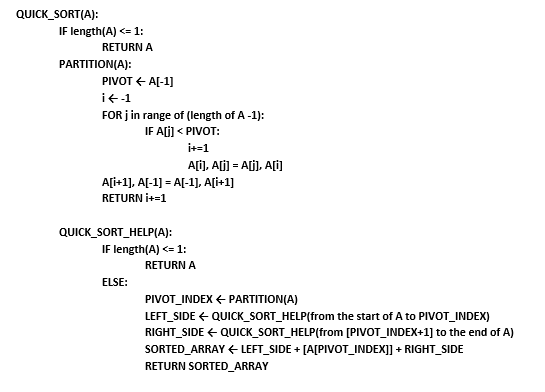 QUICK_SORT(A):
IF length(A) <= 1:
RETURN A
PARTITION(A):
PIVOT ← A[-1]
i ← -1
FOR j in range of (length of A -1):
IF A[j] < PIVOT:
i+=1
A[i], A[j] = A[j], A[i]
A[i+1], A[-1] = A[-1], A[i+1]
RETURN i+=1
QUICK_SORT_HELP(A):
IF length(A) <= 1:
RETURN A
ELSE:
PIVOT_INDEX ← PARTITION(A)
LEFT_SIDE ← QUICK_SORT_HELP(from the start of A to PIVOT_INDEX)
RIGHT_SIDE ← QUICK_SORT_HELP(from [PIVOT_INDEX+1] to the end of A)
SORTED_ARRAY ← LEFT_SIDE + [A[PIVOT_INDEX]] + RIGHT_SIDE
RETURN SORTED_ARRAY